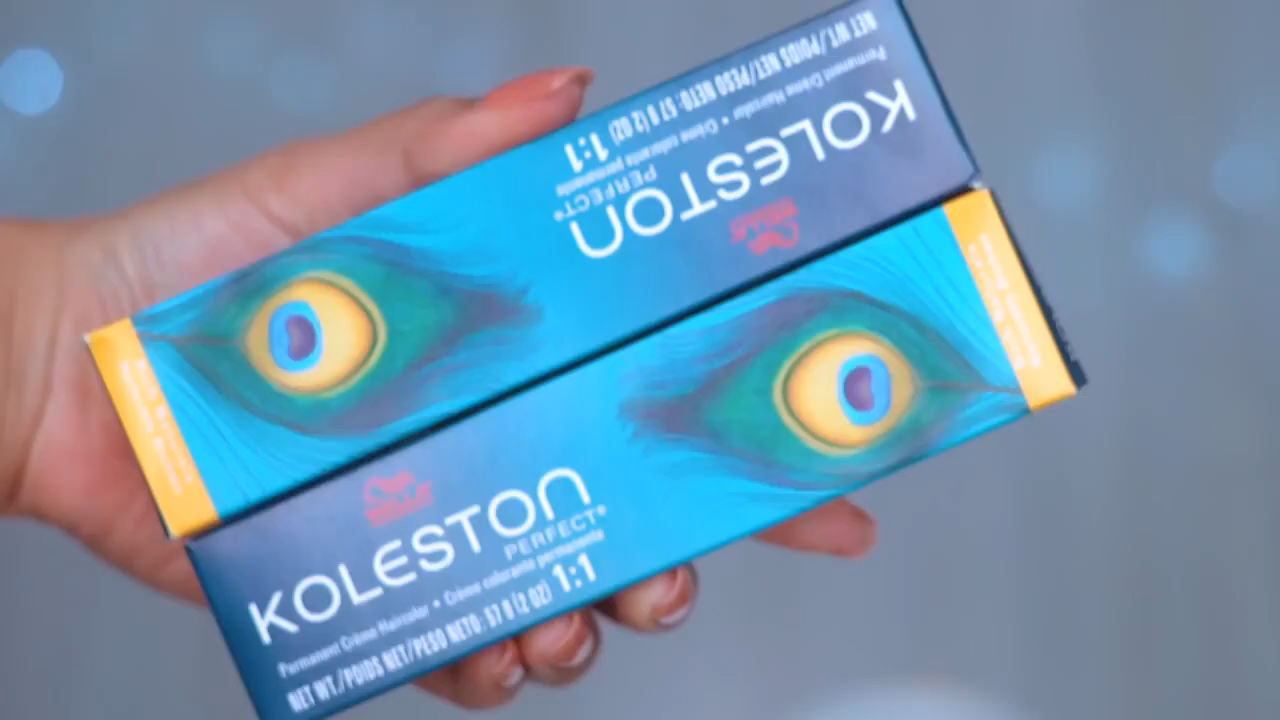 WELLA
KOLESTON
PERFECT®
Permanent Crème Haircolor • Crème colorante permanente
NET WT./POIDS NET/PESO NETO: 57 g (2 OZ) 1:1
WELLA
KOLESTON
PERFECT®
Permanent Crème Haircolor • Crème colorante permanente
NET WT./POIDS NET/PESO NETO: 57 g (2 OZ) 1:1